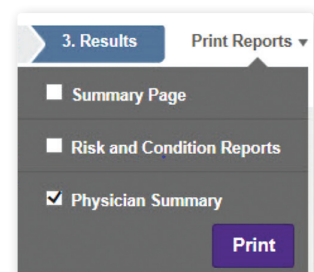 3. Results Print Reports ▾
Summary Page
Risk and Condition Reports
Physician Summary
Print